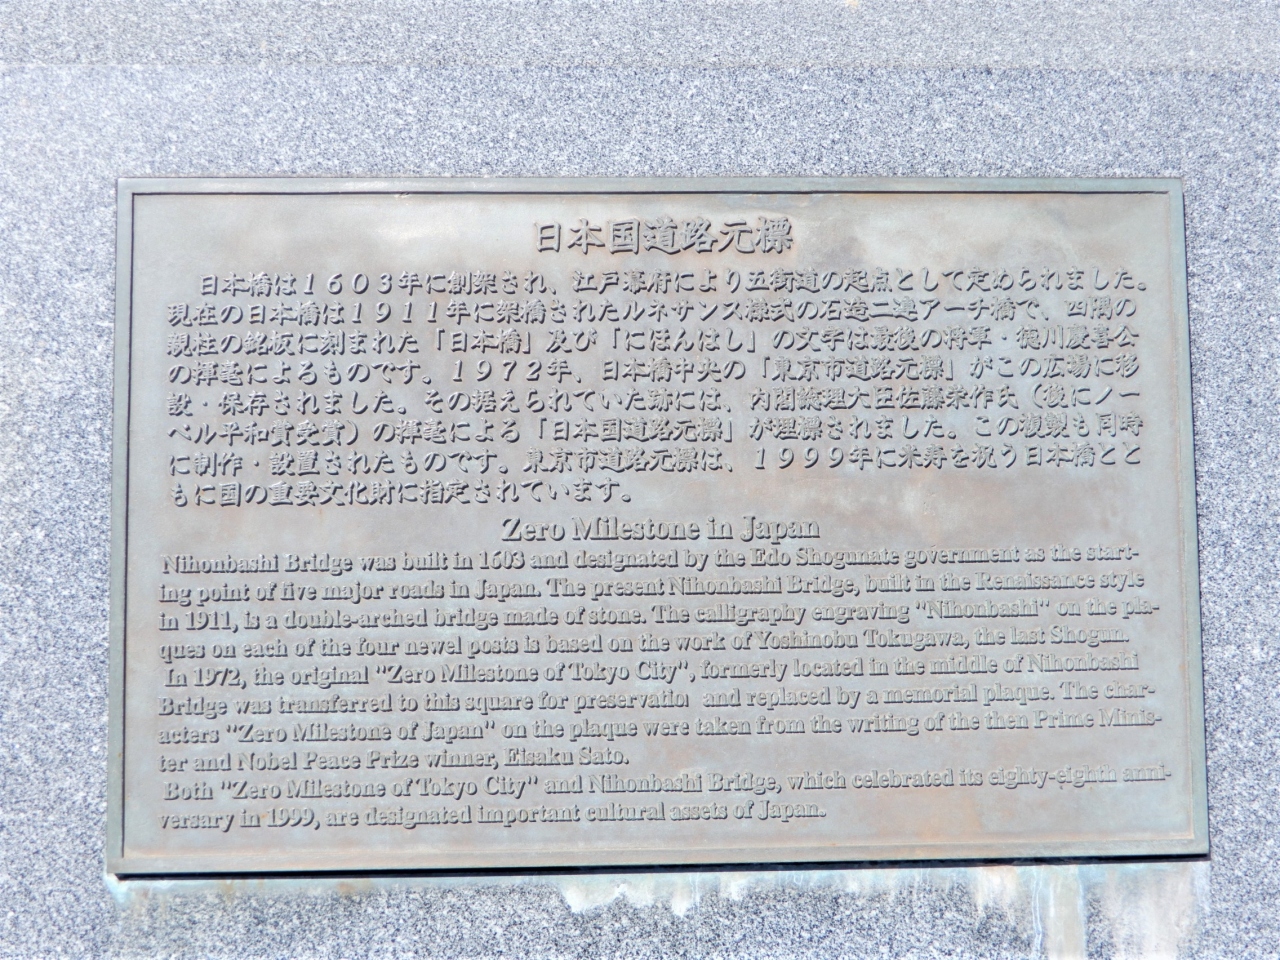 日本国道路元標
日本橋は１６０３年に創架され、江戸幕府により五街道の起点として定められました。
現在の日本橋は１９１１年に架橋されたルネサンス様式の石造二連アーチ橋で、四隅の
親柱の銘板に刻まれた「日本橋」及び「にほんはし」の文字は最後の将軍・徳川慶喜公
の揮毫によるものです。１９７２年、日本橋中央の「東京市道路元標」がこの広場に移
設・保存されました。その据えられていた跡には、内閣総理大臣佐藤栄作氏（後にノー
ベル平和賞受賞）の揮毫による「日本国道路元標」が埋標されました。この複製も同時
に制作・設置されたものです。東京市道路元標は、１９９９年に米寿を祝う日本橋とと
もに国の重要文化財に指定されています。
Zero Milestone in Japan
Nihonbashi Bridge was built in 1603 and designated by the Edo Shogunate government as the start-
ing point of five major roads in Japan. The present Nihonbashi Bridge, built in the Renaissance style
in 1911, is a double-arched bridge made of stone. The calligraphy engraving "Nihonbashi" on the pla-
ques on each of the four newel posts is based on the work of Yoshinobu Tokugawa, the last Shogun.
In 1972, the original "Zero Milestone of Tokyo City", formerly located in the middle of Nihonbashi
Bridge was transferred to this square for preservatio and replaced by a memorial plaque. The char-
acters "Zero Milestone of Japan" on the plaque were taken from the writing of the then Prime Minis-
ter and Nobel Peace Prize winner, Eisaku Sato.
Both "Zero Milestone of Tokyo City" and Nihonbashi Bridge, which celebrated its eighty-eighth anni-
versary in 1999, are designated important cultural assets of Japan.